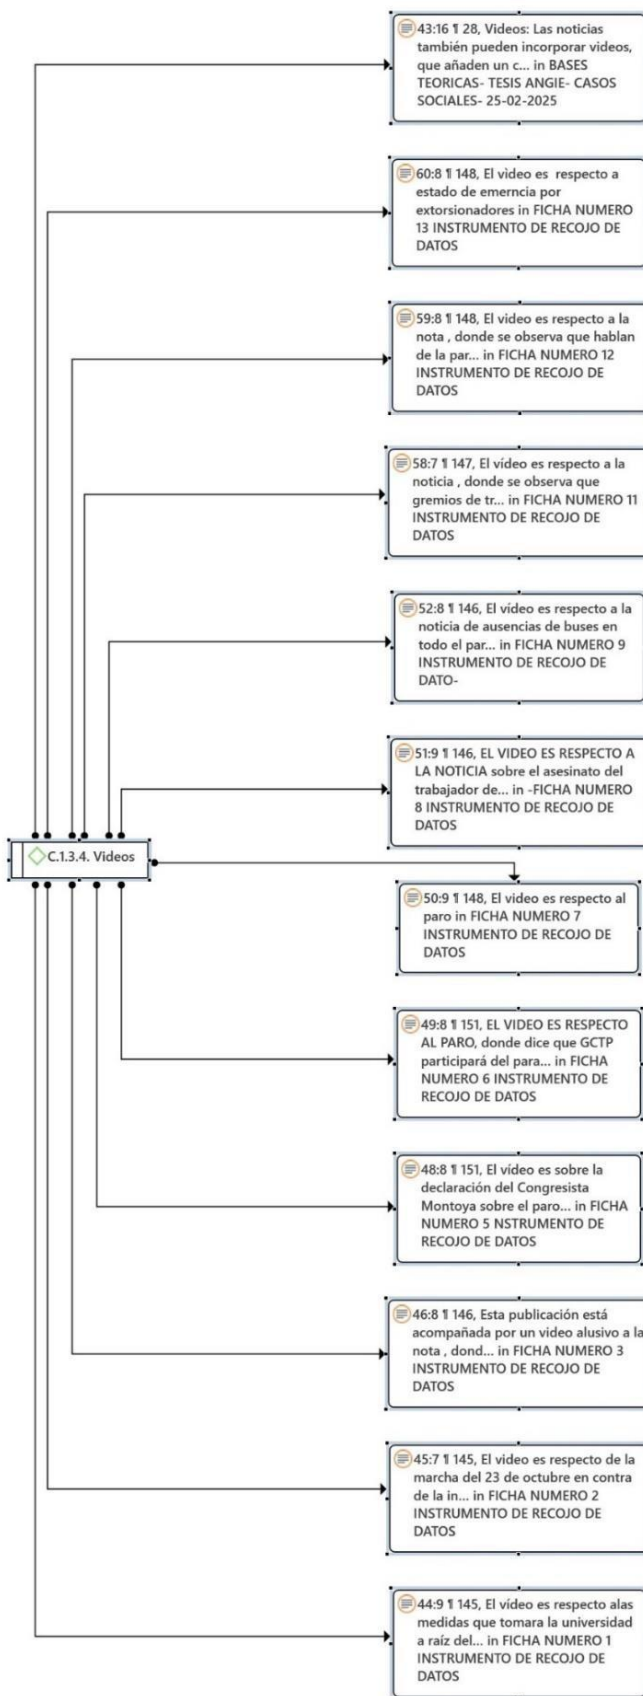 43:16 ¶ 28, Videos: Las noticias
también pueden incorporar videos,
que añaden un c... in BASES
TEORICAS- TESIS ANGIE- CASOS
SOCIALES- 25-02-2025
60:8 ¶ 148, El video es respecto a
estado de emerncia por
extorsionadores in FICHA NUMERO
13 INSTRUMENTO DE RECOJO DE
DATOS
59:8 ¶ 148, El video es respecto a la
nota , donde se observa que hablan
de la par... in FICHA NUMERO 12
INSTRUMENTO DE RECOJO DE
DATOS
58:7 ¶ 147, El vídeo es respecto a la
noticia , donde se observa que
gremios de tr... in FICHA NUMERO 11
INSTRUMENTO DE RECOJO DE
DATOS
52:8 ¶ 146, El vídeo es respecto a la
noticia de ausencias de buses en
todo el par... in FICHA NUMERO 9
INSTRUMENTO DE RECOJO DE
DATO-
51:9 ¶ 146, EL VIDEO ES RESPECTO A
LA NOTICIA sobre el asesinato del
trabajador de... in -FICHA NUMERO
8 INSTRUMENTO DE RECOJO DE
DATOS
C.1.3.4. Videos
50:9 ¶ 148, El video es respecto al
paro in FICHA NUMERO 7
INSTRUMENTO DE RECOJO DE
DATOS
49:8 ¶ 151, EL VIDEO ES RESPECTO
AL PARO, donde dice que GCTP
participará del para... in FICHA
NUMERO 6 INSTRUMENTO DE
RECOJO DE DATOS
48:8 ¶ 151, El vídeo es sobre la
declaración del Congresista
Montoya sobre el paro... in FICHA
NUMERO 5 NSTRUMENTO DE
RECOJO DE DATOS
46:8 ¶ 146, Esta publicación está
acompañada por un video alusivo a la
nota , dond... in FICHA NUMERO 3
INSTRUMENTO DE RECOJO DE
DATOS
45:7 ¶ 145, El video es respecto de la
marcha del 23 de octubre en contra
de la in... in FICHA NUMERO 2
INSTRUMENTO DE RECOJO DE
DATOS
44:9 ¶ 145, El vídeo es respecto alas
medidas que tomara la universidad
a raíz del... in FICHA NUMERO 1
INSTRUMENTO DE RECOJO DE
DATOS